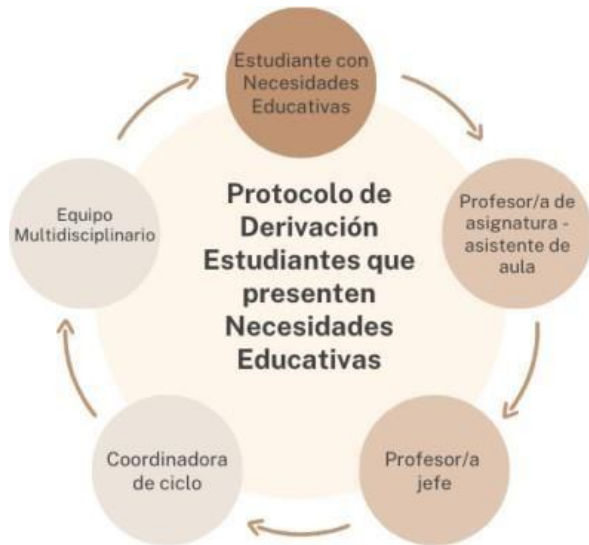 Estudiante con
Necesidades
Educativas
Profesor/a de
asignatura -
asistente de
aula
Profesor/a
jefe
Coordinadora
de ciclo
Equipo
Multidisciplinario
Protocolo de
Derivación
Estudiantes que
presenten
Necesidades
Educativas